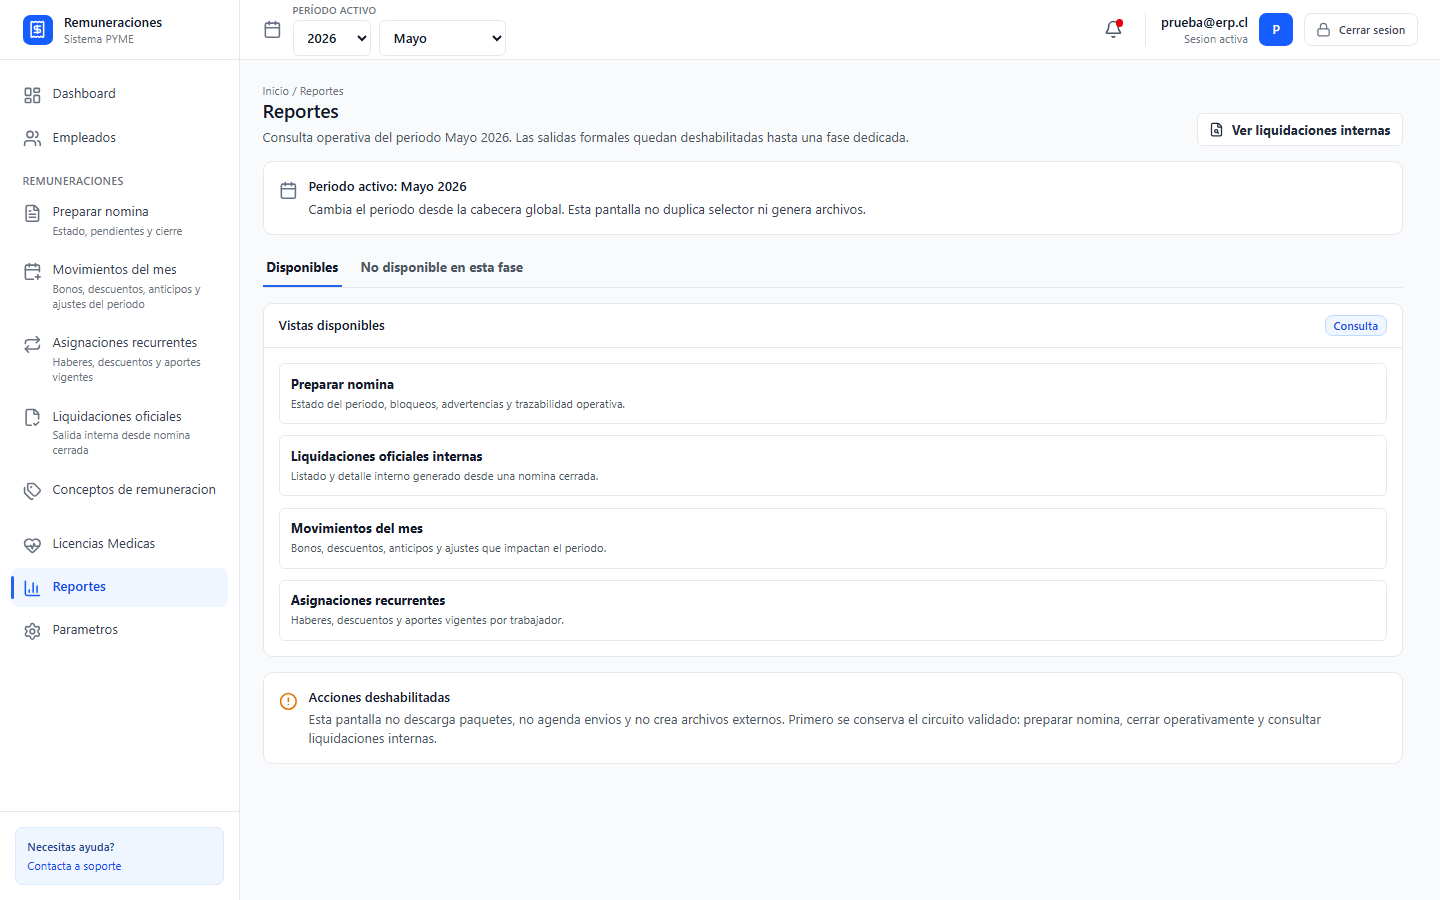 Remuneraciones
Sistema PYME
PERÍODO ACTIVO
2026
Mayo
prueba@erp.cl
Sesion activa
P
Cerrar sesion
Dashboard
Empleados
REMUNERACIONES
Preparar nomina
Estado, pendientes y cierre
Movimientos del mes
Bonos, descuentos, anticipos y
ajustes del periodo
Asignaciones recurrentes
Haberes, descuentos y aportes
vigentes
Liquidaciones oficiales
Salida interna desde nomina
cerrada
Conceptos de remuneracion
Licencias Medicas
Reportes
Parametros
Necesitas ayuda?
Contacta a soporte
Inicio / Reportes
Reportes
Consulta operativa del periodo Mayo 2026. Las salidas formales quedan deshabilitadas hasta una fase dedicada.
Ver liquidaciones internas
Periodo activo: Mayo 2026
Cambia el periodo desde la cabecera global. Esta pantalla no duplica selector ni genera archivos.
Disponibles
No disponible en esta fase
Vistas disponibles
Consulta
Preparar nomina
Estado del periodo, bloqueos, advertencias y trazabilidad operativa.
Liquidaciones oficiales internas
Listado y detalle interno generado desde una nomina cerrada.
Movimientos del mes
Bonos, descuentos, anticipos y ajustes que impactan el periodo.
Asignaciones recurrentes
Haberes, descuentos y aportes vigentes por trabajador.
Acciones deshabilitadas
Esta pantalla no descarga paquetes, no agenda envios y no crea archivos externos. Primero se conserva el circuito validado: preparar nomina, cerrar operativamente y consultar
liquidaciones internas.